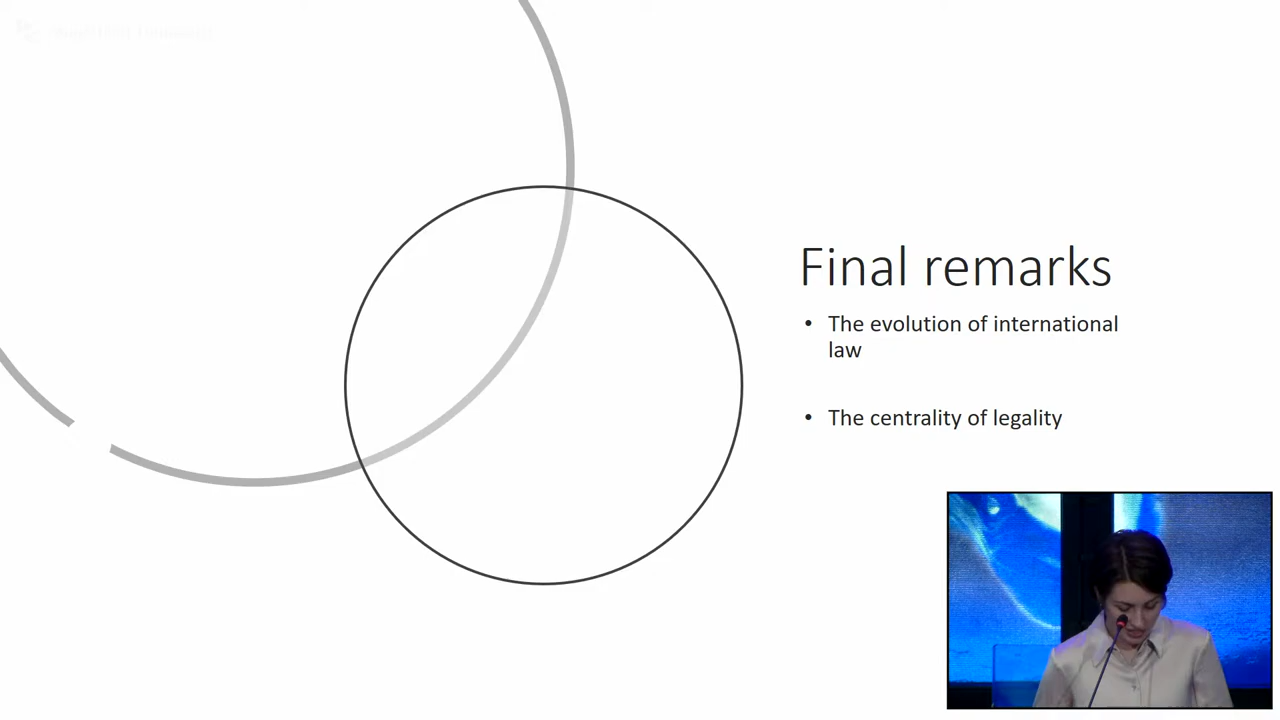 Final remarks
• The evolution of international
law
• The centrality of legality